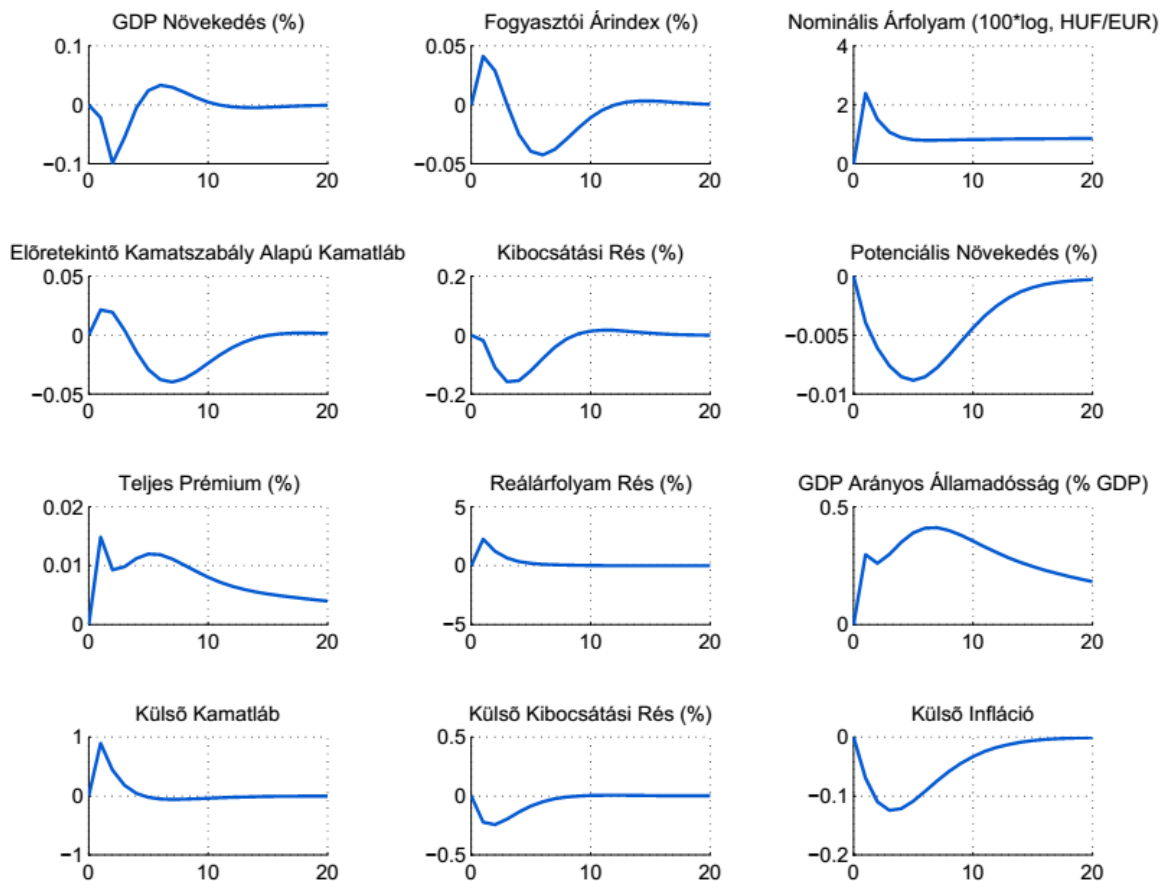 GDP Növekedés (%)
Fogyasztói Árindex (%)
Nominális Árfolyam (100*log, HUF/EUR)
0.1
0
−0.1
0 10 20
0.05
0
−0.05
0 10 20
4
2
0
0 10 20
Elõretekintõ Kamatszabály Alapú Kamatláb
Kibocsátási Rés (%)
Potenciális Növekedés (%)
0.05
0
−0.05
0 10 20
0.2
0
−0.2
0 10 20
0
−0.005
−0.01
0 10 20
Teljes Prémium (%)
Reálárfolyam Rés (%)
GDP Arányos Államadósság (% GDP)
0.02
0.01
0
0 10 20
5
0
−5
0 10 20
0.5
0
0 10 20
Külsõ Kamatláb
Külsõ Kibocsátási Rés (%)
Külsõ Infláció
1
0
−1
0 10 20
0.5
0
−0.5
0 10 20
0
−0.1
−0.2
0 10 20